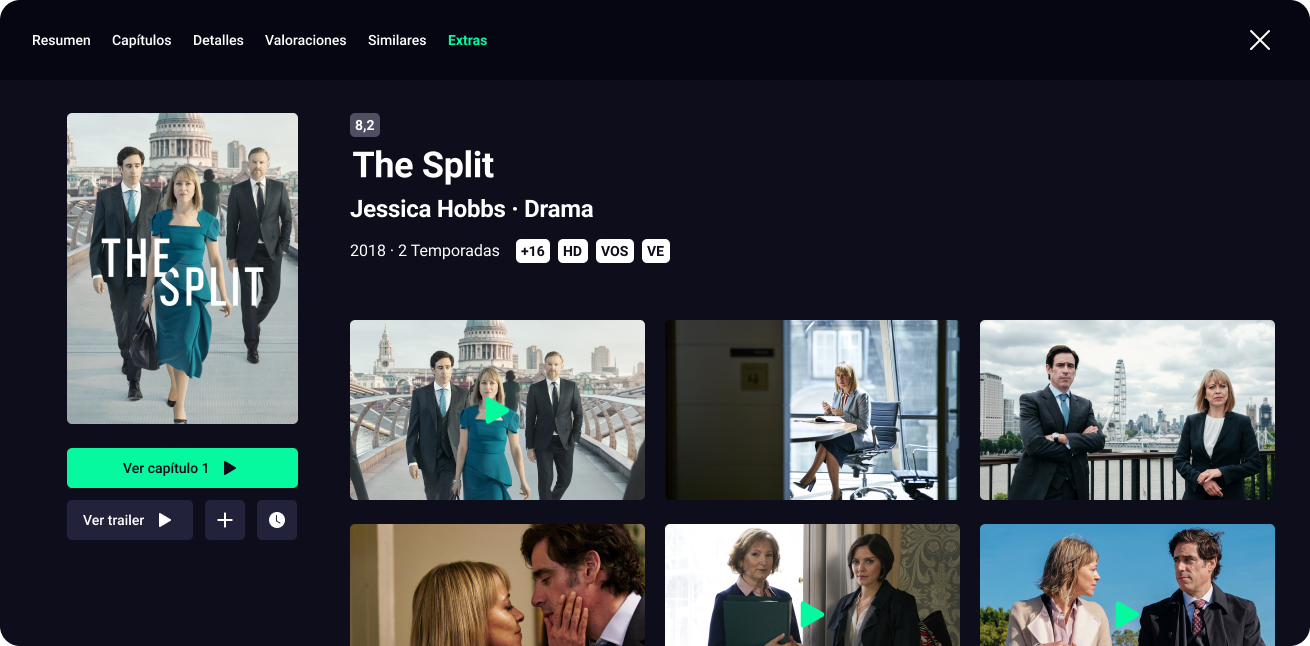 Resumen Capítulos Detalles Valoraciones Similares Extras
THE
SPLIT
Ver capítulo 1
Ver trailer
8,2
The Split
Jessica Hobbs · Drama
2018 · 2 Temporadas +16 HD VOS VE